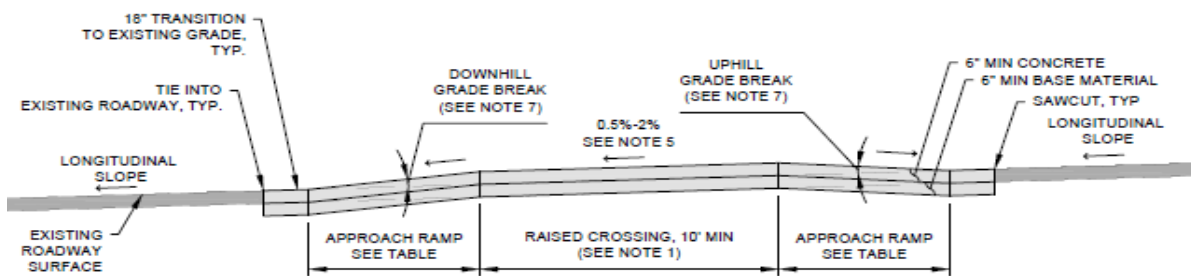 18" TRANSITION
TO EXISTING GRADE,
TYP.
TIE INTO
EXISTING ROADWAY, TYP.
LONGITUDINAL
SLOPE
EXISTING
ROADWAY
SURFACE
DOWNHILL
GRADE BREAK
(SEE NOTE 7)
0.5%-2%
SEE NOTE 5
UPHILL
GRADE BREAK
(SEE NOTE 7)
6" MIN CONCRETE
6" MIN BASE MATERIAL
SAWCUT, TYP
LONGITUDINAL
SLOPE
APPROACH RAMP
SEE TABLE
RAISED CROSSING, 10' MIN
(SEE NOTE 1)
APPROACH RAMP
SEE TABLE